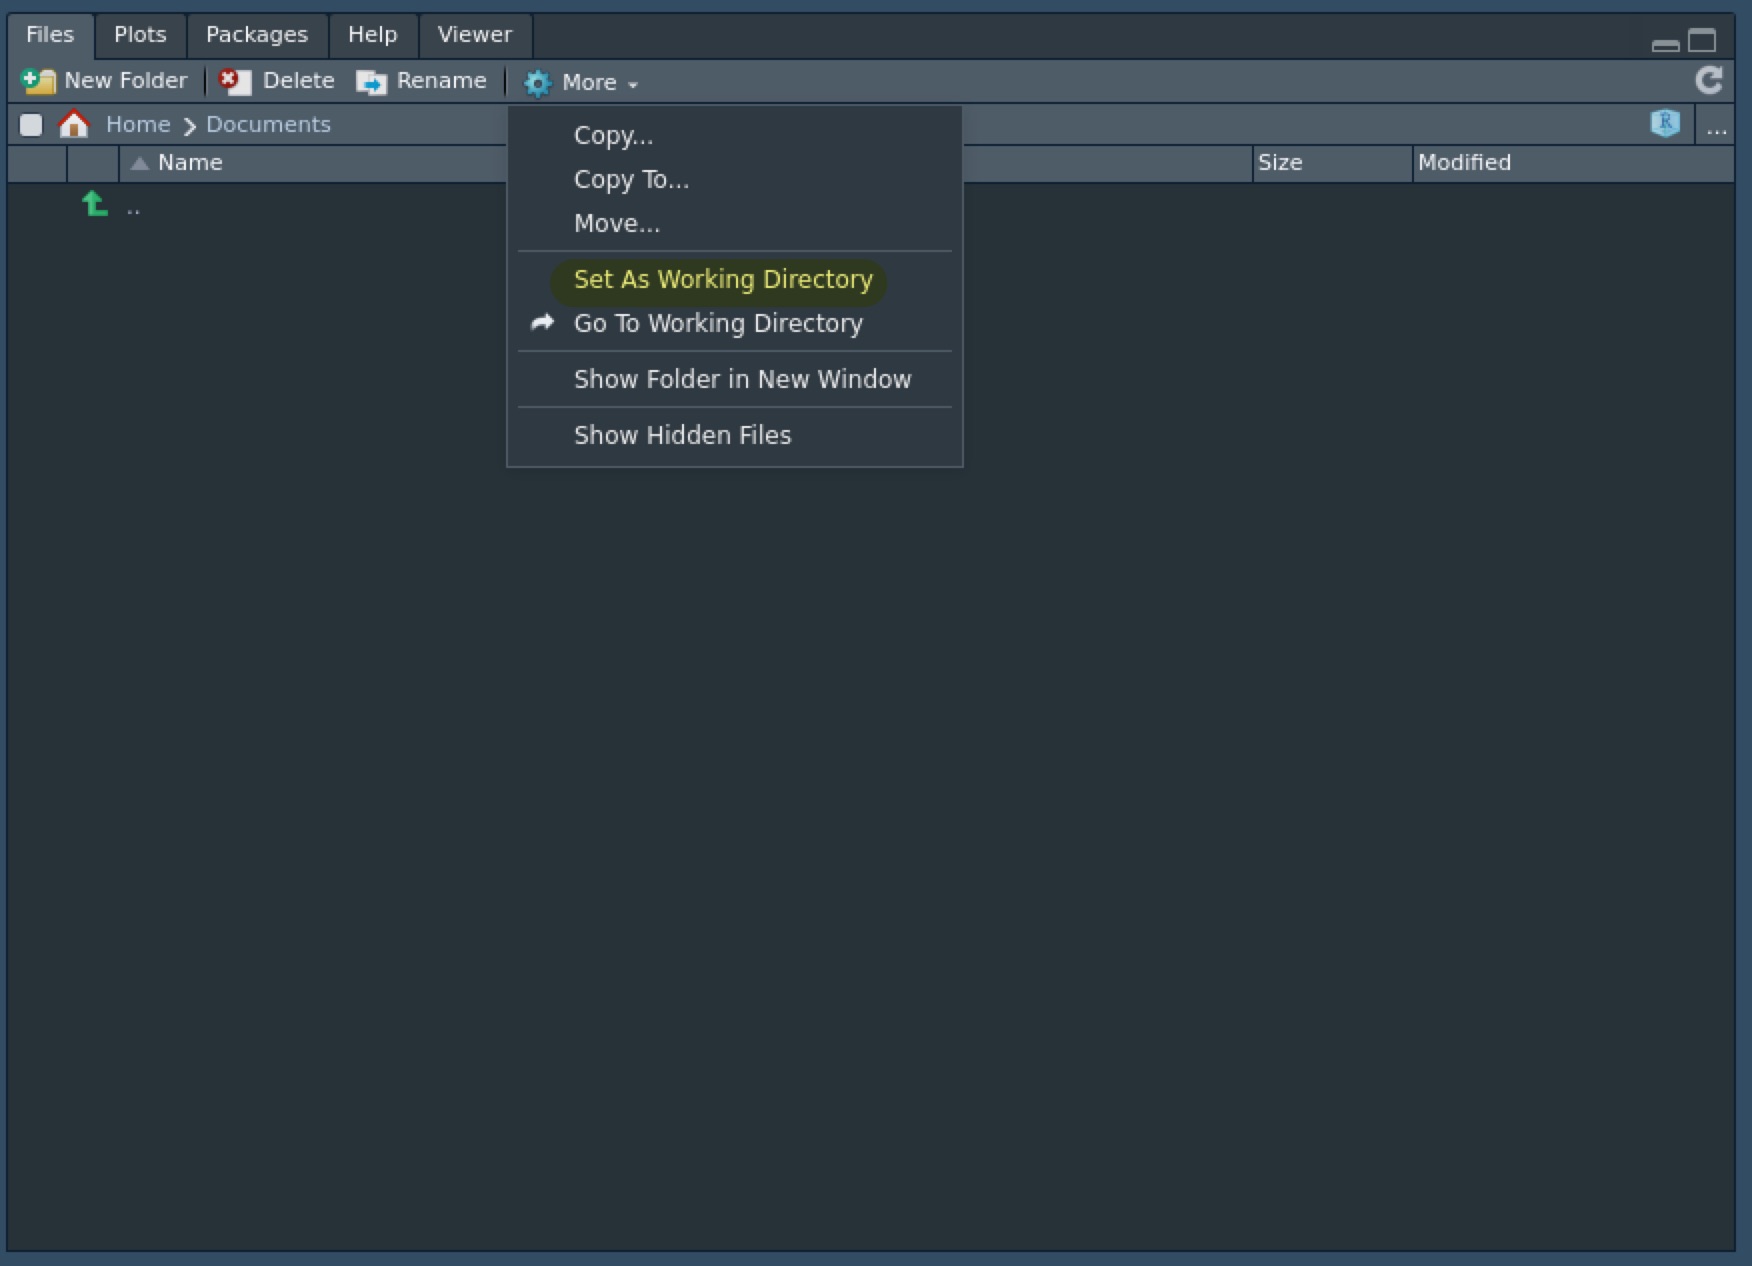 Files Plots Packages Help Viewer
New Folder Delete Rename More
Home Documents R ...
Name Size Modified
..
Copy...
Copy To...
Move...
Set As Working Directory
Go To Working Directory
Show Folder in New Window
Show Hidden Files